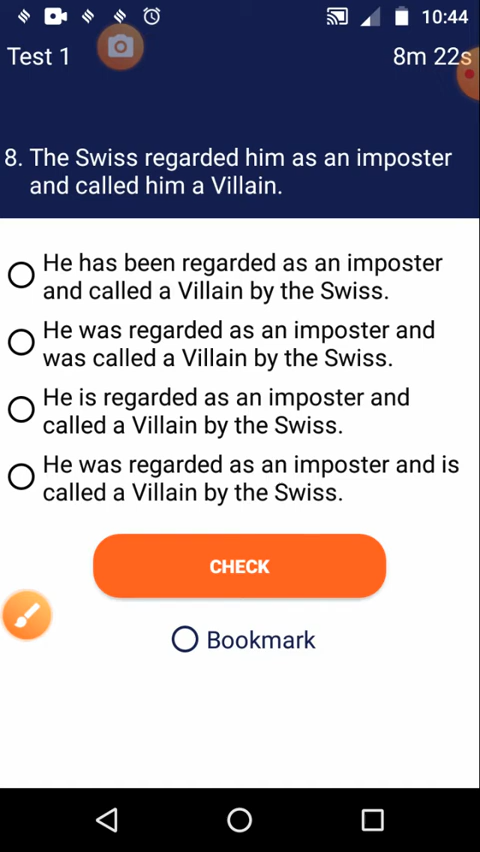 10:44
Test 1
8m 22s
8. The Swiss regarded him as an imposter
and called him a Villain.
He has been regarded as an imposter
and called a Villain by the Swiss.
He was regarded as an imposter and
was called a Villain by the Swiss.
He is regarded as an imposter and
called a Villain by the Swiss.
He was regarded as an imposter and is
called a Villain by the Swiss.
CHECK
Bookmark